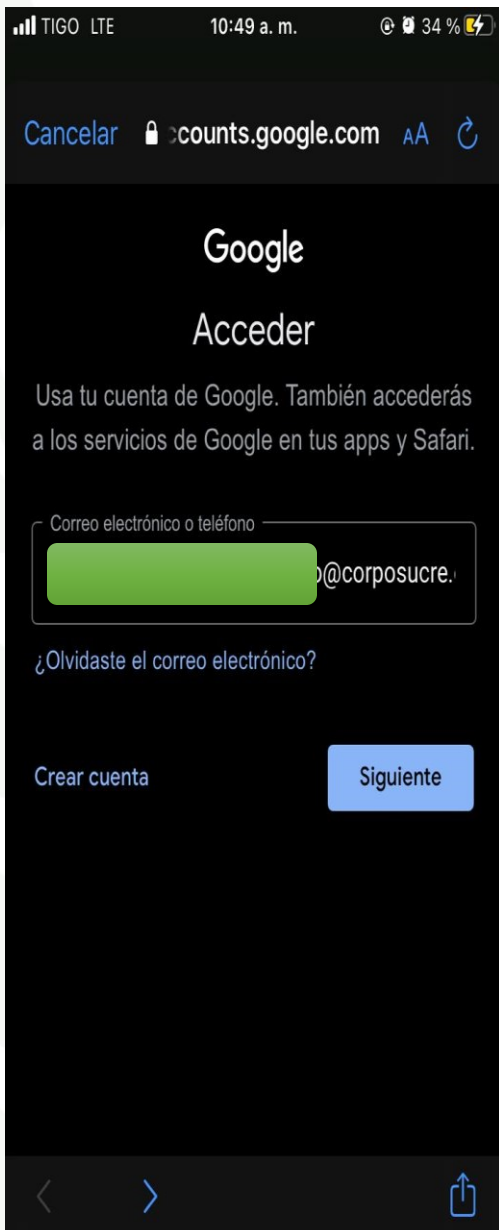 TIGO LTE 10:49 a. m. 34 %
Cancelar counts.google.com AA
Google
Acceder
Usa tu cuenta de Google. También accederás
a los servicios de Google en tus apps y Safari.
Correo electrónico o teléfono
@corposucre.
¿Olvidaste el correo electrónico?
Crear cuenta Siguiente